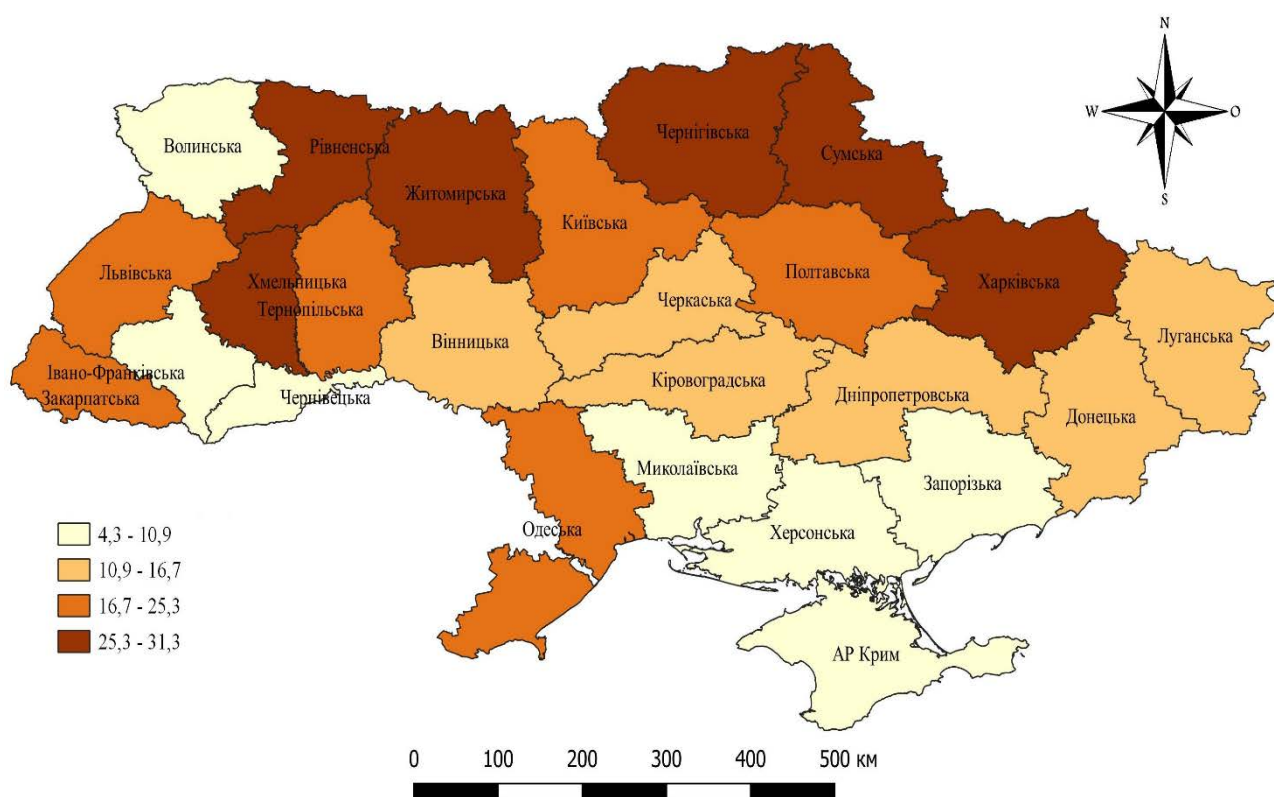 N
W
O
S
Волинська
Рівненська
Житомирська
Чернігівська
Сумська
Київська
Львівська
Хмельницька
Тернопільська
Полтавська
Харківська
Черкаська
Вінницька
Луганська
Івано-Франківська
Закарпатська
Чернівецька
Кіровоградська
Дніпропетровська
Донецька
Миколаївська
Запорізька
Одеська
Херсонська
АР Крим
4,3 - 10,9
10,9 - 16,7
16,7 - 25,3
25,3 - 31,3
0 100 200 300 400 500 км